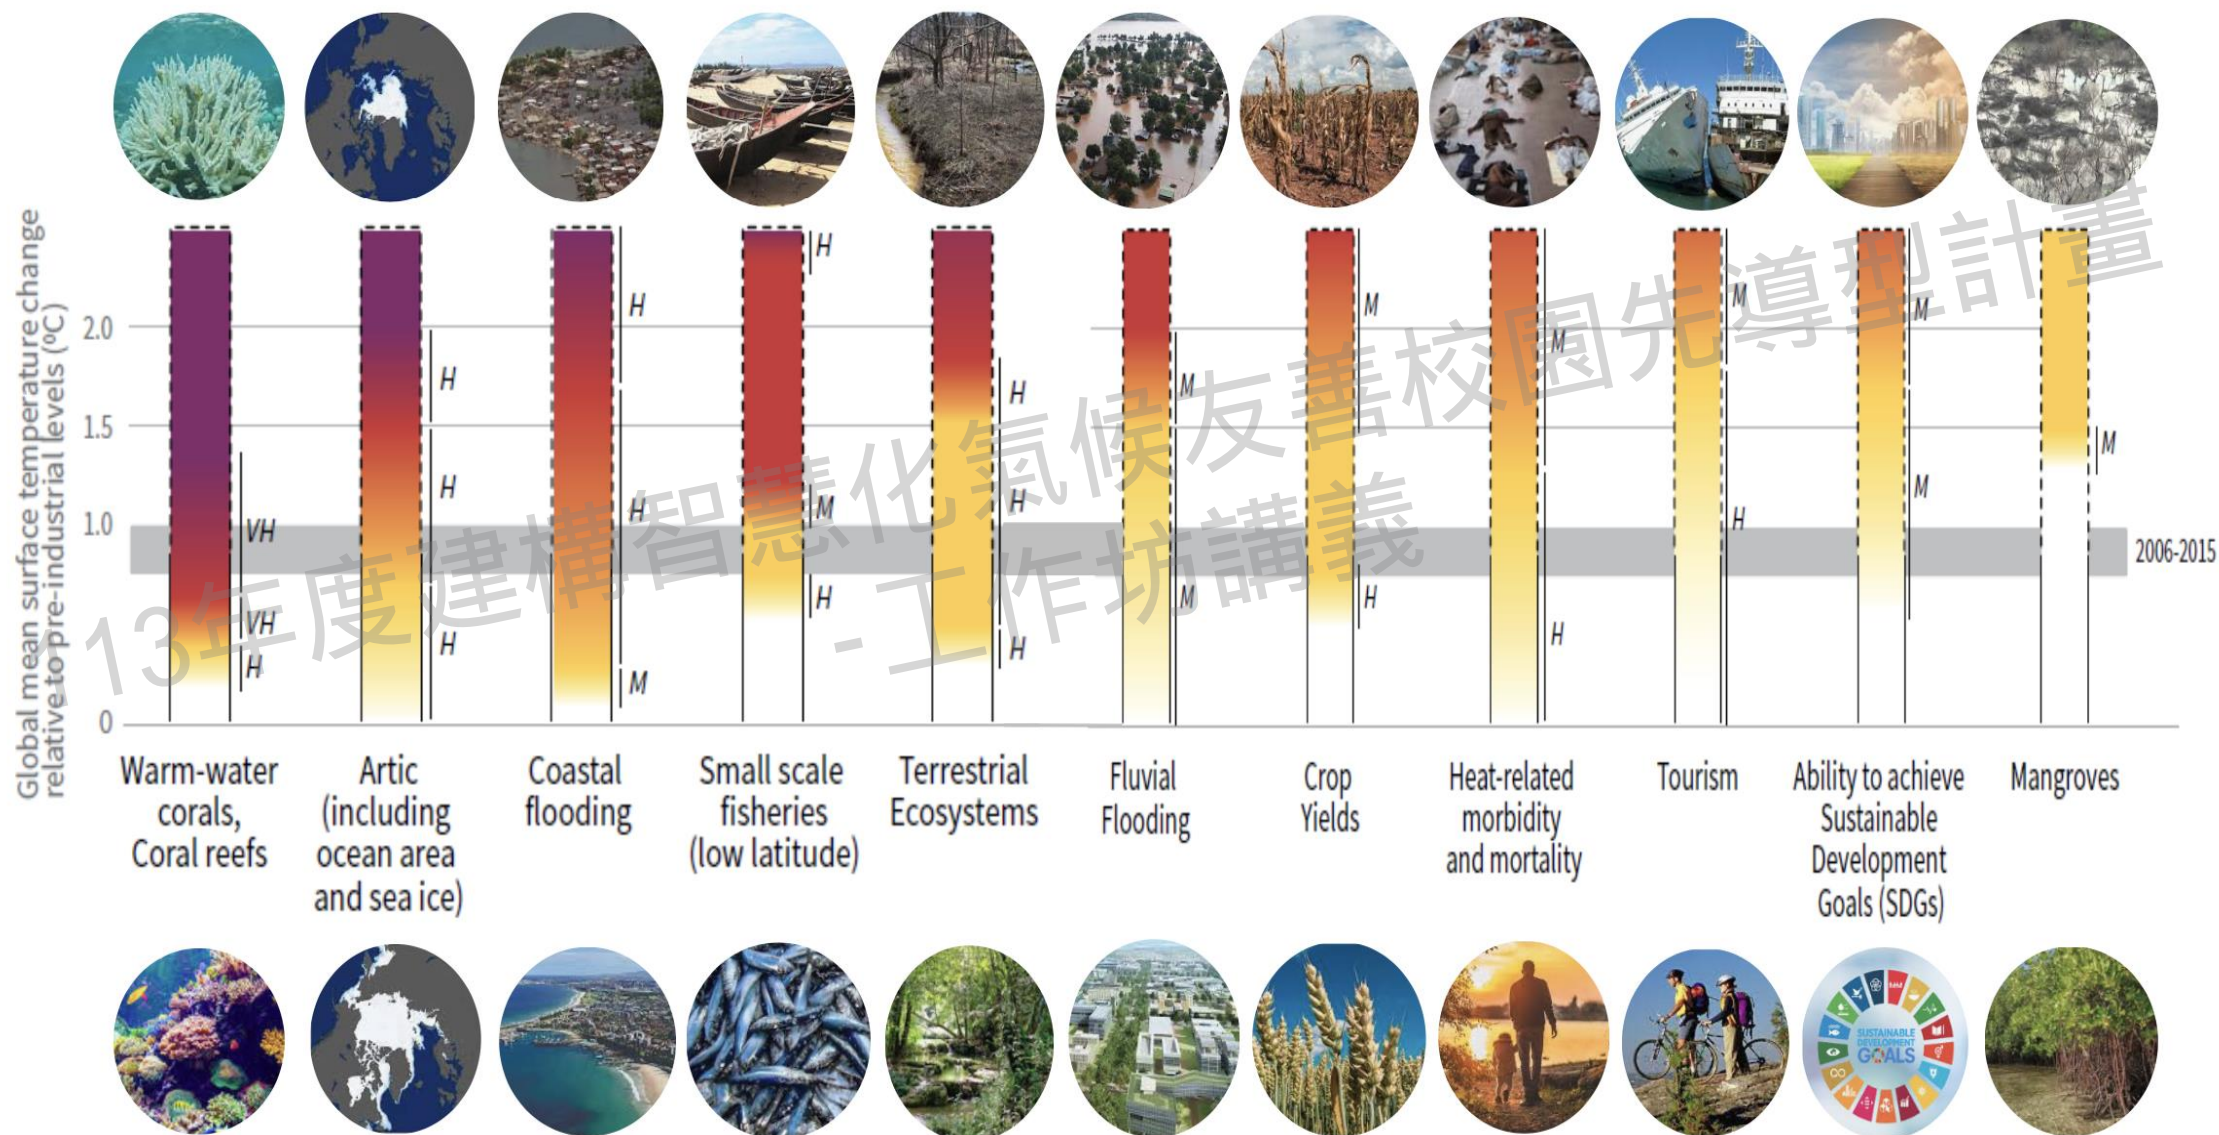 Global mean surface temperature change
relative to pre-industrial levels (ºC)
2.0
1.5
1.0
0
VH
VH
H
H
H
H
H
H
M
H
M
H
H
H
H
M
M
M
H
M
H
M
H
M
M
M
2006-2015
113年度建構智慧化氣候友善校園先導型計畫
-工作坊講義
Warm-water
corals,
Coral reefs
Artic
(including
ocean area
and sea ice)
Coastal
flooding
Small scale
fisheries
(low latitude)
Terrestrial
Ecosystems
Fluvial
Flooding
Crop
Yields
Heat-related
morbidity
and mortality
Tourism
Ability to achieve
Sustainable
Development
Goals (SDGs)
Mangroves
SUSTAINABLE
DEVELOPMENT
GOALS